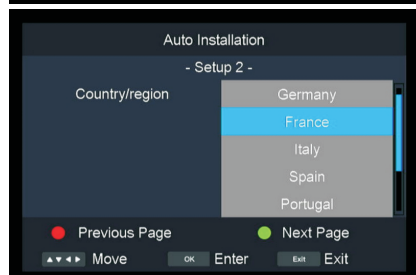 Auto Installation
- Setup 2 -
Country/region
Germany
France
Italy
Spain
Portugal
Previous Page
Next Page
Move
OK Enter
Exit Exit